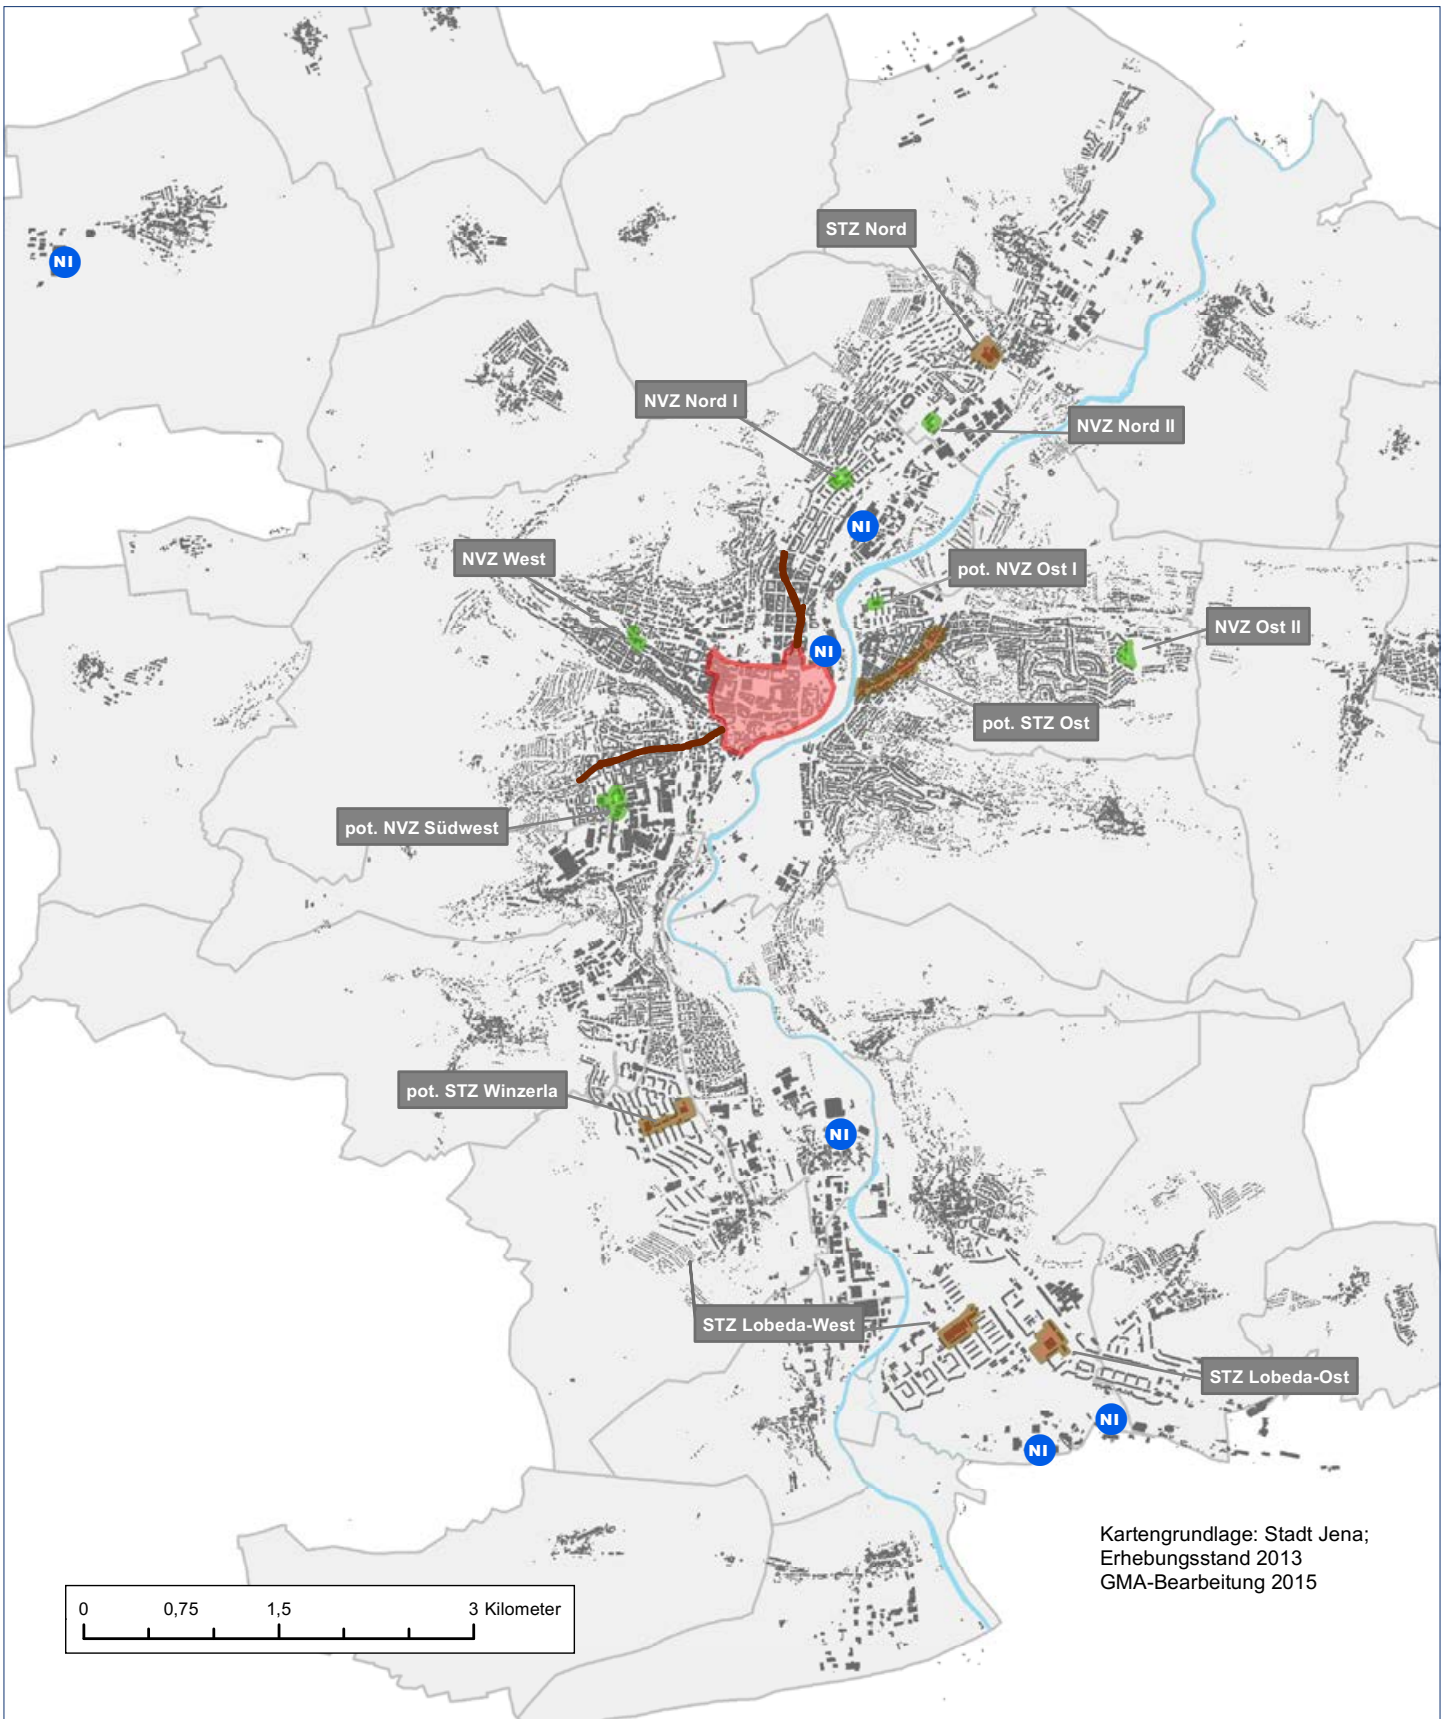 STZ Nord
NI
NVZ Nord I
NVZ Nord II
NI
NVZ West
pot. NVZ Ost I
NVZ Ost II
NI
pot. STZ Ost
pot. NVZ Südwest
pot. STZ Winzerla
NI
STZ Lobeda-West
STZ Lobeda-Ost
NI
NI
Kartengrundlage: Stadt Jena;
Erhebungsstand 2013
GMA-Bearbeitung 2015
0 0,75 1,5 3 Kilometer